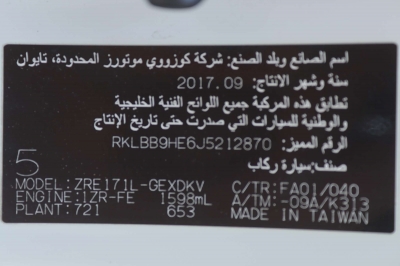 اسم الصانع وبلد الصنع: شركة كوزووي موتورز المحدودة، تايوان
سنة وشهر الانتاج: 2017.09
تطابق هذه المركبة جميع اللوائح الفنية الخليجية
والوطنية للسيارات التي صدرت حتى تاريخ الإنتاج
الرقم المميز: RKLBB9HE6J5212870
صنف:سيارة ركاب
5
MODEL: ZRE171L-GEXDKV C/TR: FA01/040
ENGINE: 1ZR-FE 1598mL A/TM: -09A/K313
PLANT: 721 653 MADE IN TAIWAN